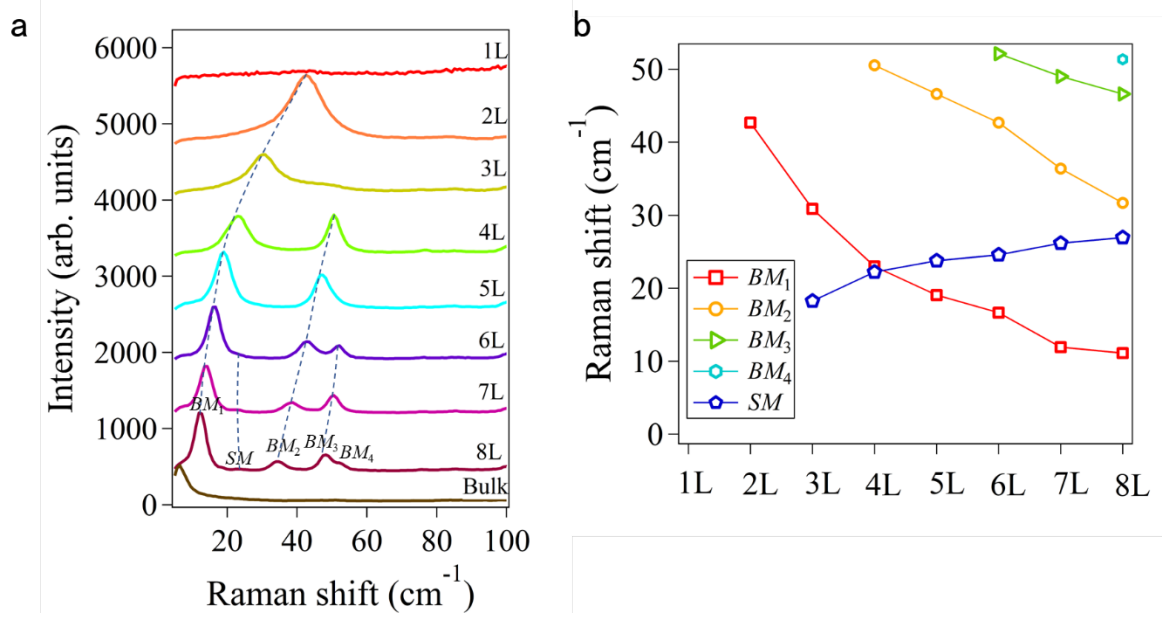 a
6000
5000
4000
3000
2000
1000
0
Intensity (arb. units)
1L
2L
3L
4L
5L
6L
7L
8L
Bulk
BM₁
SM
BM₂
BM₃
BM₄
20
40
60
80
100
Raman shift (cm⁻¹)
b
50
40
30
20
10
0
Raman shift (cm⁻¹)
BM₁
BM₂
BM₃
BM₄
SM
1L
2L
3L
4L
5L
6L
7L
8L